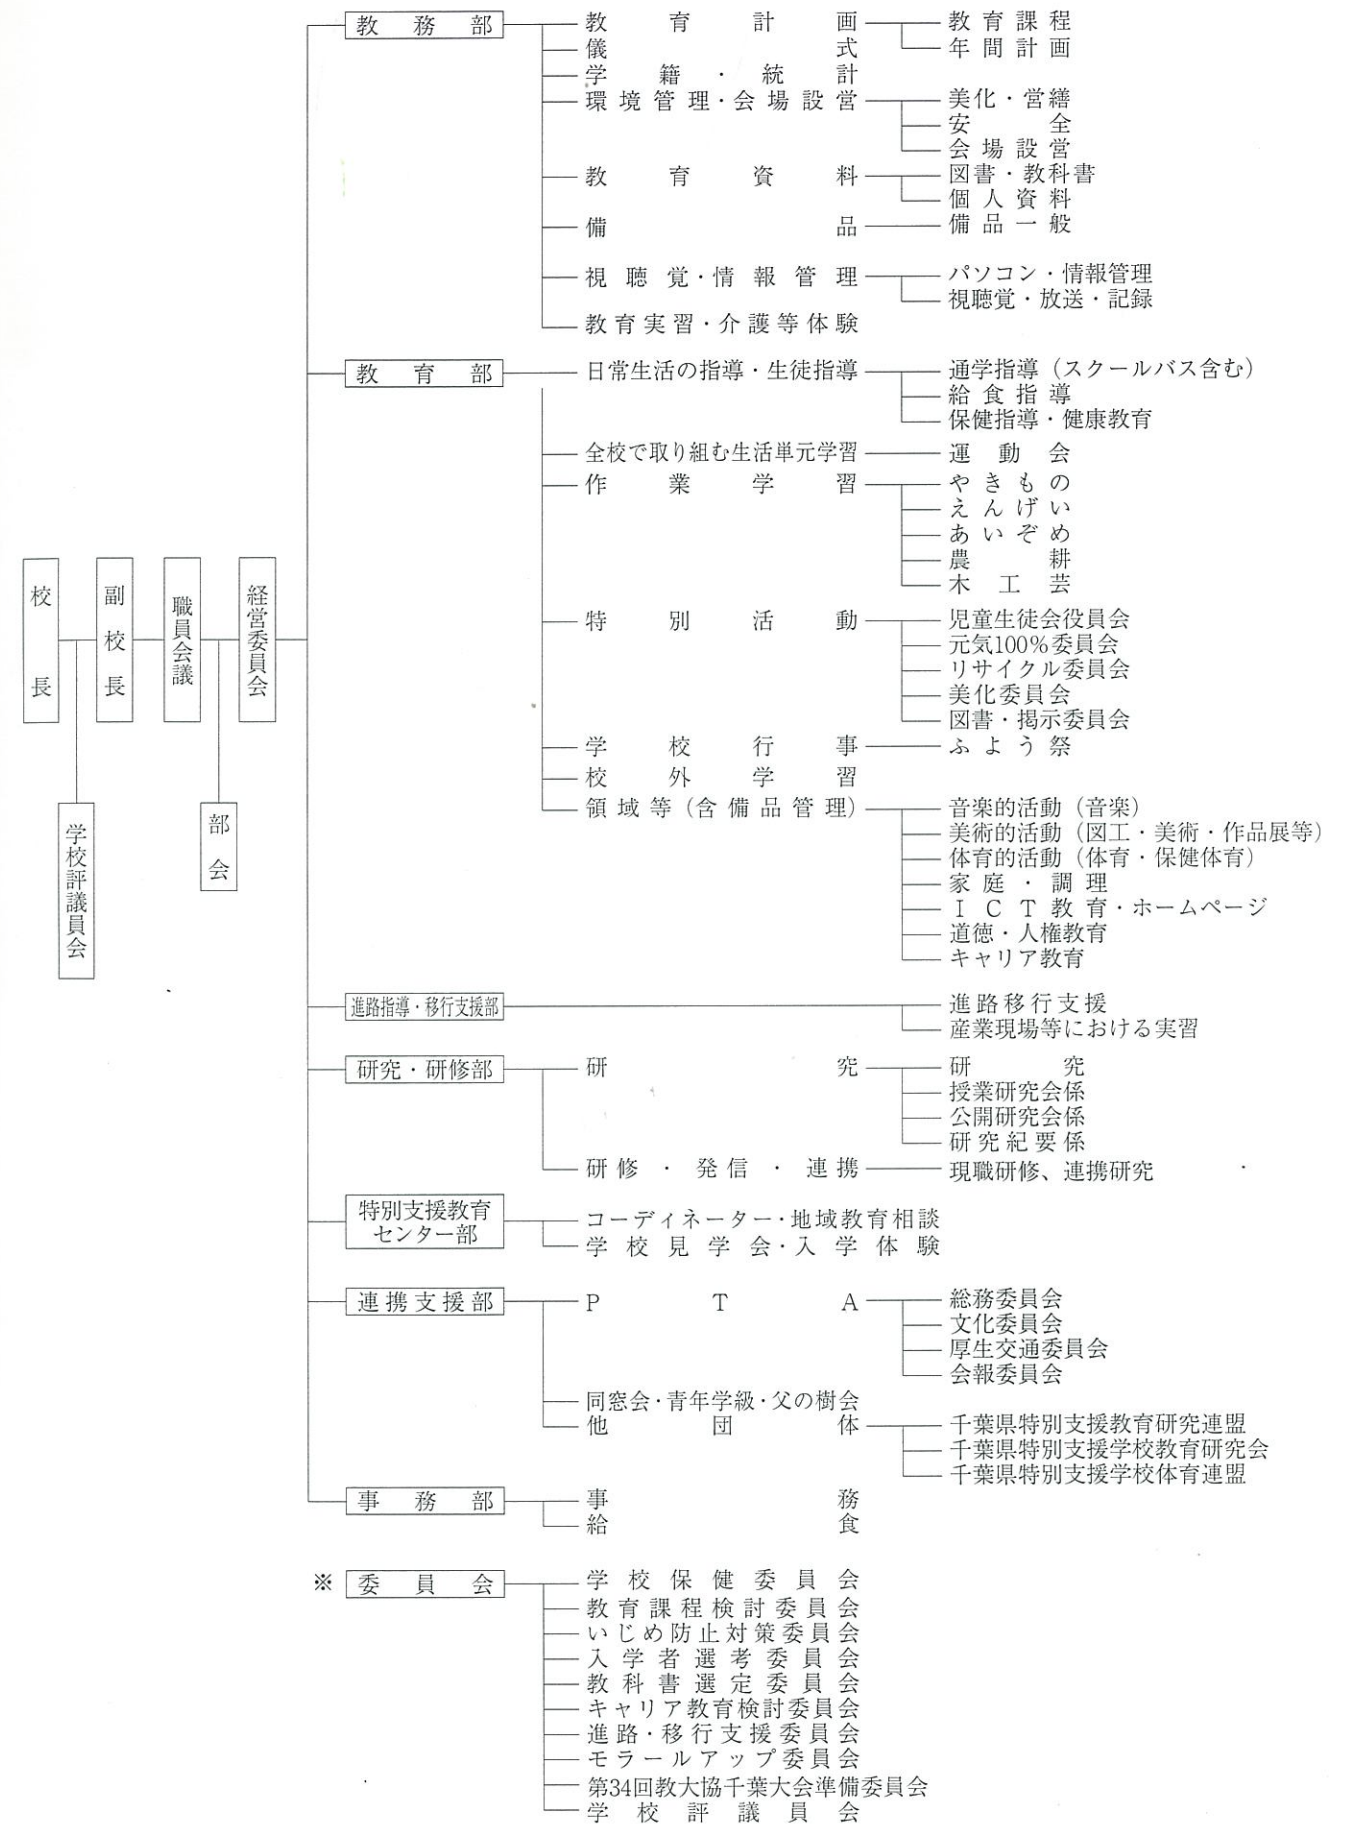 校長
副校長
職員会議
経営委員会
学校評議員会
部会
教務部
教育計画
教育課程
年間計画
儀式
学籍・統計
環境管理・会場設営
美化・営繕
安全
会場設営
教育資料
図書・教科書
個人資料
備品
備品一般
視聴覚・情報管理
パソコン・情報管理
視聴覚・放送・記録
教育実習・介護等体験
教育部
日常生活の指導・生徒指導
通学指導（スクールバス含む）
給食指導
保健指導・健康教育
全校で取り組む生活単元学習
運動会
作業学習
やきもの
えんげい
あいぞめ
農耕
木工芸
特別活動
児童生徒会役員会
元気100％委員会
リサイクル委員会
美化委員会
図書・掲示委員会
学校行事
ふよう祭
校外学習
領域等（含備品管理）
音楽的活動（音楽）
美術的活動（図工・美術・作品展等）
体育的活動（体育・保健体育）
家庭・調理
ＩＣＴ教育・ホームページ
道徳・人権教育
キャリア教育
進路指導・移行支援部
進路移行支援
産業現場等における実習
研究・研修部
研究
研究
授業研究会係
公開研究会係
研究紀要係
研修・発信・連携
現職研修、連携研究
特別支援教育
センター部
コーディネーター・地域教育相談
学校見学会・入学体験
連携支援部
ＰＴＡ
総務委員会
文化委員会
厚生交通委員会
会報委員会
同窓会・青年学級・父の樹会
他団体
千葉県特別支援教育研究連盟
千葉県特別支援学校教育研究会
千葉県特別支援学校体育連盟
事務部
事務
給食
※ 委員会
学校保健委員会
教育課程検討委員会
いじめ防止対策委員会
入学者選考委員会
教科書選定委員会
キャリア教育検討委員会
進路・移行支援委員会
モラールアップ委員会
第34回教大協千葉大会準備委員会
学校評議員会